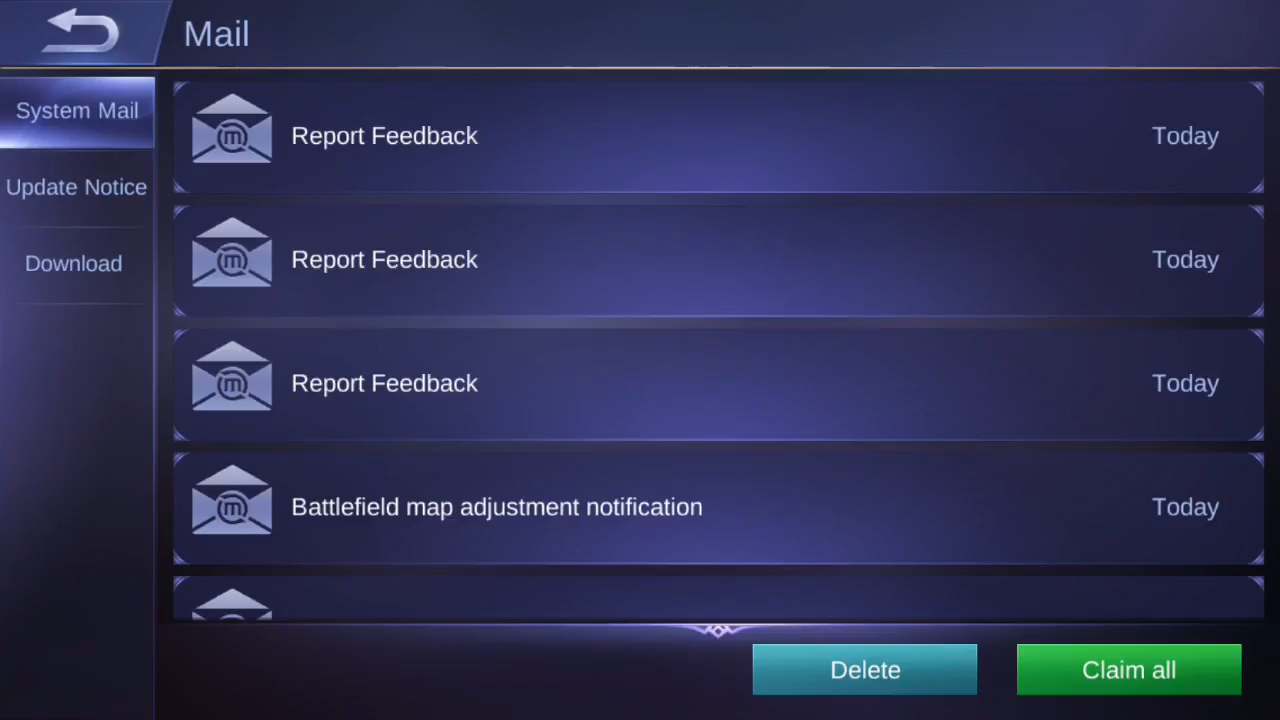 Mail
System Mail
Update Notice
Download
Report Feedback Today
Report Feedback Today
Report Feedback Today
Battlefield map adjustment notification Today
Delete
Claim all